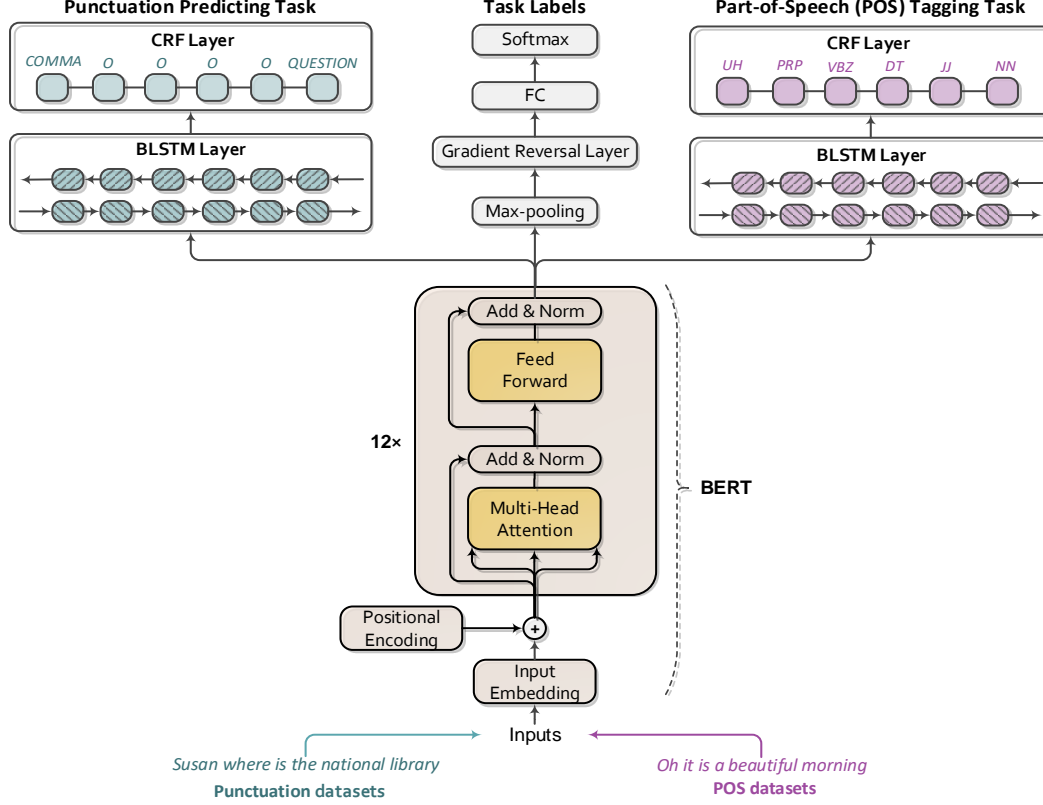 Punctuation Predicting Task
Task Labels
Part-of-Speech (POS) Tagging Task
CRF Layer
COMMA O O O O QUESTION
BLSTM Layer
Softmax
FC
Gradient Reversal Layer
Max-pooling
CRF Layer
UH PRP VBZ DT JJ NN
BLSTM Layer
Add & Norm
Feed
Forward
12×
Add & Norm
Multi-Head
Attention
BERT
Positional
Encoding
+
Input
Embedding
Inputs
Susan where is the national library
Punctuation datasets
Oh it is a beautiful morning
POS datasets